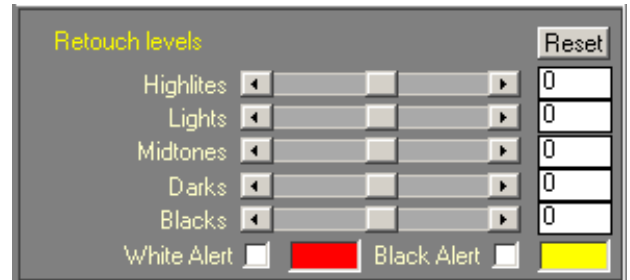 Retouch levels Reset
Highlites 0
Lights 0
Midtones 0
Darks 0
Blacks 0
White Alert Black Alert